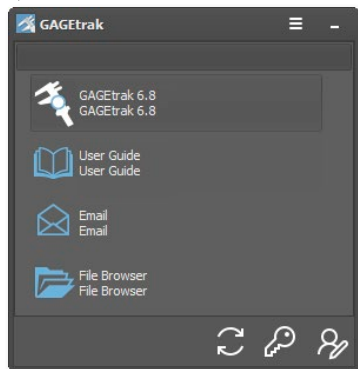 GAGEtrak
GAGEtrak 6.8
GAGEtrak 6.8
User Guide
User Guide
Email
Email
File Browser
File Browser